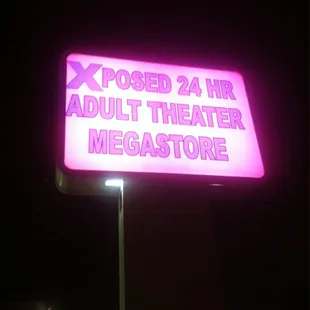 XPOSED 24 HR
ADULT THEATER
MEGASTORE